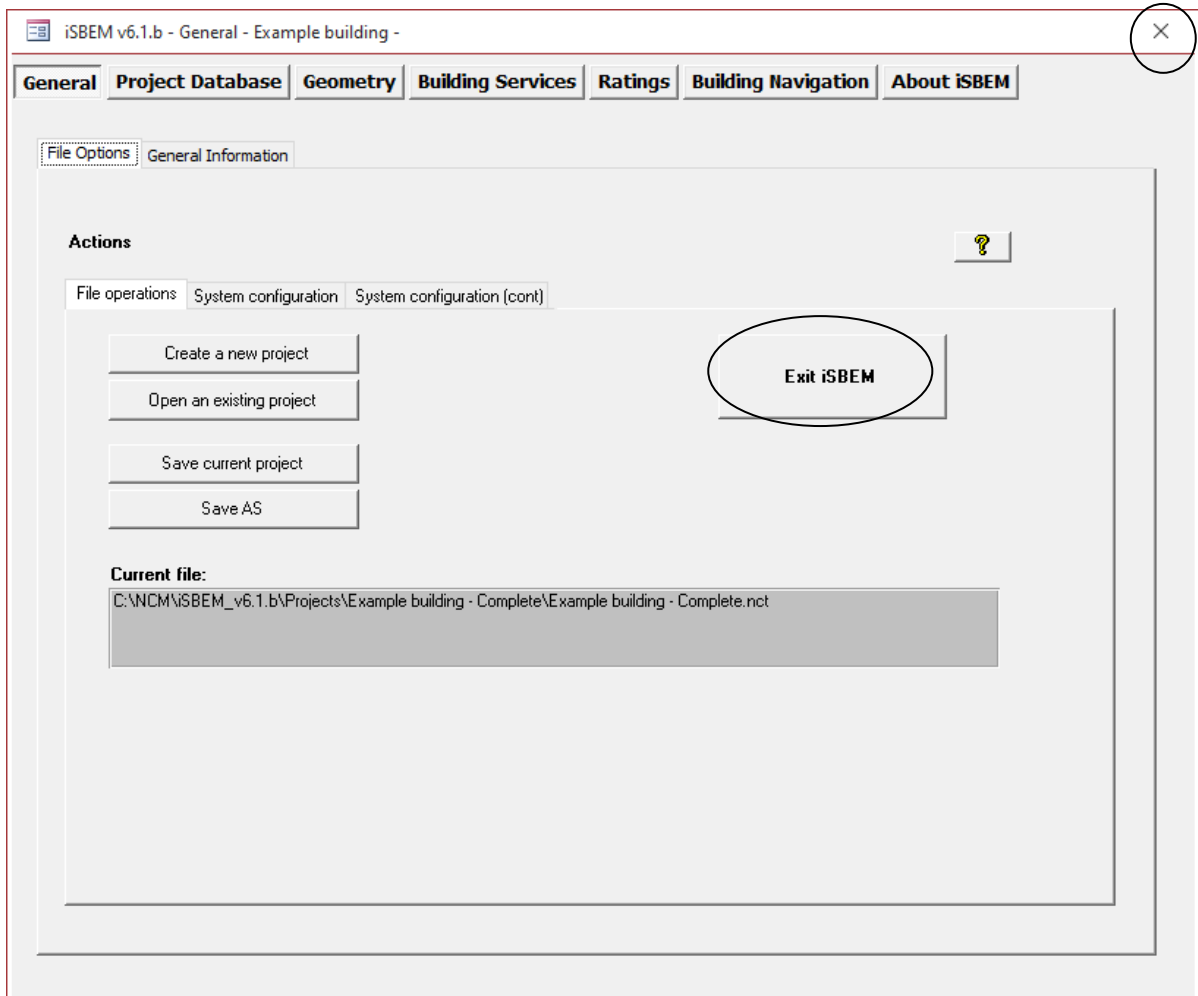 iSBEM v6.1.b - General - Example building -
General Project Database Geometry Building Services Ratings Building Navigation About iSBEM
File Options General Information
Actions
?
File operations System configuration System configuration (cont)
Create a new project
Exit iSBEM
Open an existing project
Save current project
Save AS
Current file:
C:\NCM\iSBEM_v6.1.b\Projects\Example building - Complete\Example building - Complete.nct